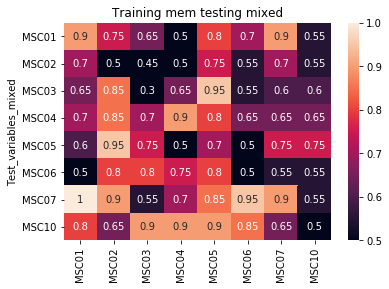 Training mem testing mixed
Test_variables_mixed
MSC01 0.9 0.75 0.65 0.5 0.8 0.7 0.9 0.55
MSC02 0.7 0.5 0.45 0.5 0.75 0.55 0.7 0.55
MSC03 0.65 0.85 0.3 0.65 0.95 0.55 0.6 0.6
MSC04 0.7 0.85 0.7 0.9 0.8 0.65 0.65 0.65
MSC05 0.6 0.95 0.75 0.5 0.7 0.5 0.75 0.75
MSC06 0.5 0.8 0.8 0.75 0.8 0.5 0.55 0.55
MSC07 1 0.9 0.55 0.7 0.85 0.95 0.9 0.55
MSC10 0.8 0.65 0.9 0.9 0.9 0.85 0.65 0.5
MSC01 MSC02 MSC03 MSC04 MSC05 MSC06 MSC07 MSC10
1.0
0.9
0.8
0.7
0.6
0.5